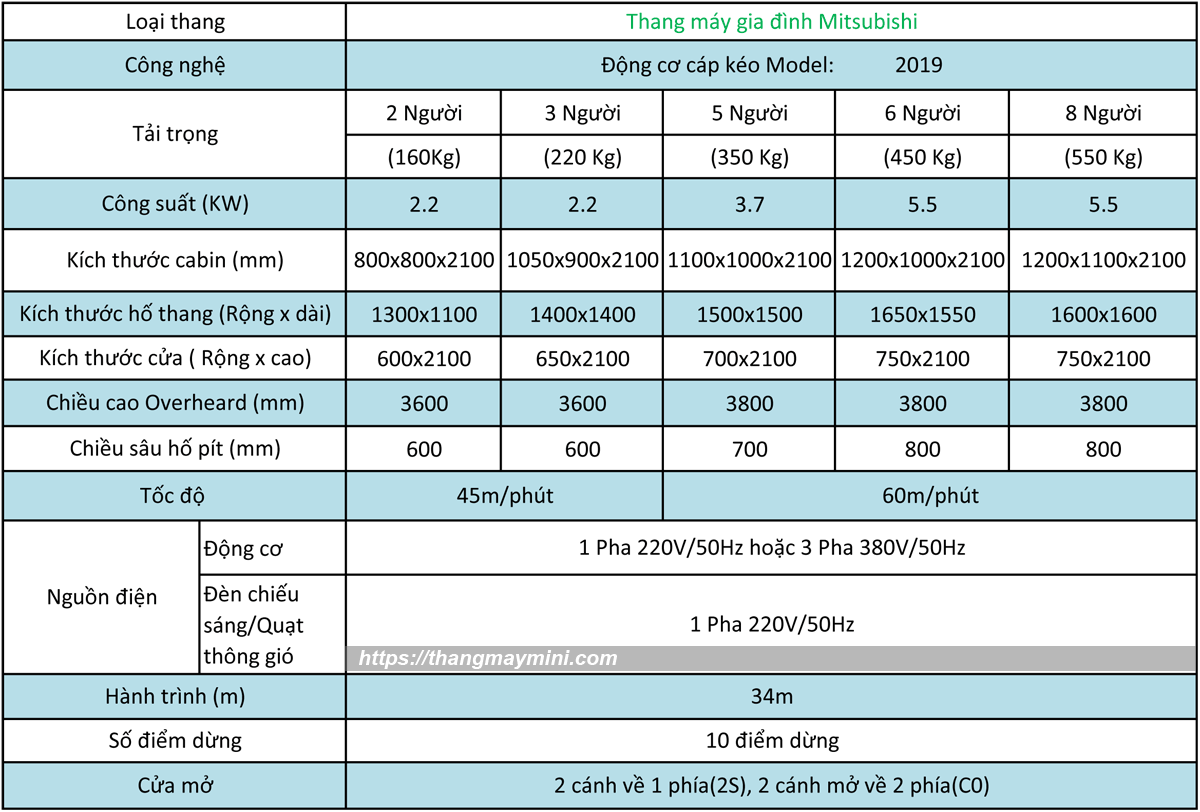 Loại thang Thang máy gia đình Mitsubishi
Công nghệ Động cơ cáp kéo Model: 2019
Tải trọng
2 Người 3 Người 5 Người 6 Người 8 Người
(160Kg) (220 Kg) (350 Kg) (450 Kg) (550 Kg)
Công suất (KW) 2.2 2.2 3.7 5.5 5.5
Kích thước cabin (mm) 800x800x2100 1050x900x2100 1100x1000x2100 1200x1000x2100 1200x1100x2100
Kích thước hố thang (Rộng x dài) 1300x1100 1400x1400 1500x1500 1650x1550 1600x1600
Kích thước cửa ( Rộng x cao) 600x2100 650x2100 700x2100 750x2100 750x2100
Chiều cao Overheard (mm) 3600 3600 3800 3800 3800
Chiều sâu hố pít (mm) 600 600 700 800 800
Tốc độ 45m/phút 60m/phút
Nguồn điện
Động cơ 1 Pha 220V/50Hz hoặc 3 Pha 380V/50Hz
Đèn chiếu
sáng/Quạt
thông gió
1 Pha 220V/50Hz
https://thangmaymini.com
Hành trình (m) 34m
Số điểm dừng 10 điểm dừng
Cửa mở 2 cánh về 1 phía(2S), 2 cánh mở về 2 phía(C0)